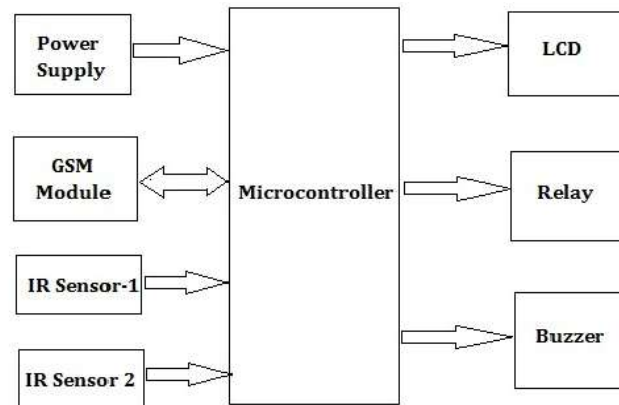 Power
Supply
GSM
Module
IR Sensor-1
IR Sensor 2
Microcontroller
LCD
Relay
Buzzer